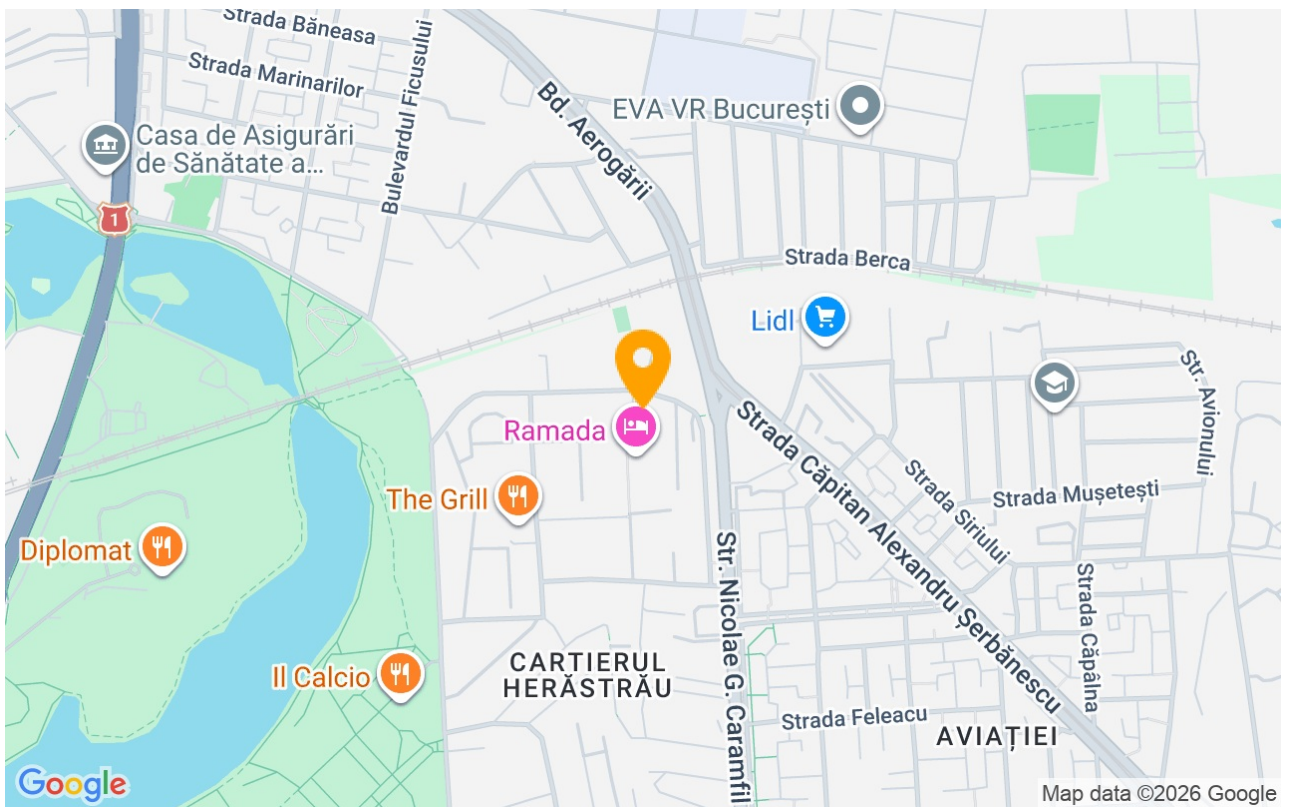 Strada Băneasa
Strada Marinarilor
Bulevardul Ficusului
Bd. Aerogării
EVA VR București
Casa de Asigurări
de Sănătate a...
1
Strada Berca
Lidl
Ramada
The Grill
Diplomat
Il Calcio
CARTIERUL
HERĂSTRĂU
Str. Nicolae G. Caramfil
Strada Căpitan Alexandru Șerbănescu
Strada Siriului
Strada Mușetești
Str. Avionului
Strada Căpâlna
Strada Feleacu
AVIAȚIEI
Google
Map data ©2026 Google